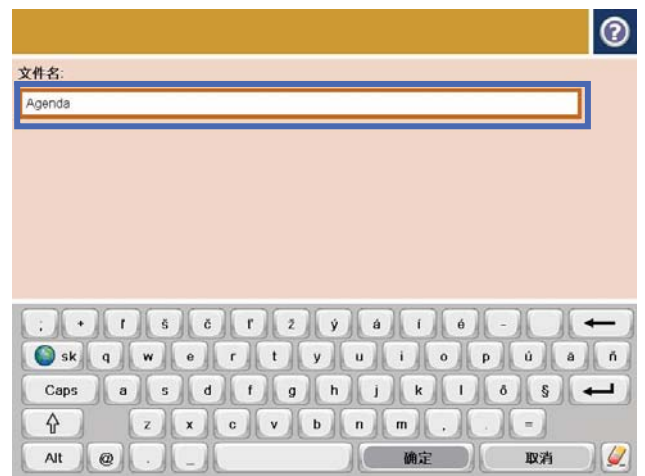 ?
文件名:
Agenda
; + ľ š č ť ž ý á í é -
sk q w e r t y u i o p ú ä ň
Caps a s d f g h j k l ô §
z x c v b n m , . =
Alt @ . _ 确定 取消